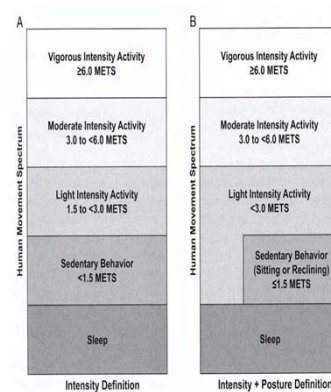 A
Human Movement Spectrum
Vigorous Intensity Activity
≥6.0 METS
Moderate Intensity Activity
3.0 to <6.0 METS
Light Intensity Activity
1.5 to <3.0 METS
Sedentary Behavior
<1.5 METS
Sleep
Intensity Definition
B
Human Movement Spectrum
Vigorous Intensity Activity
≥6.0 METS
Moderate Intensity Activity
3.0 to <6.0 METS
Light Intensity Activity
<3.0 METS
Sedentary Behavior
(Sitting or Reclining)
≤1.5 METS
Sleep
Intensity + Posture Definition